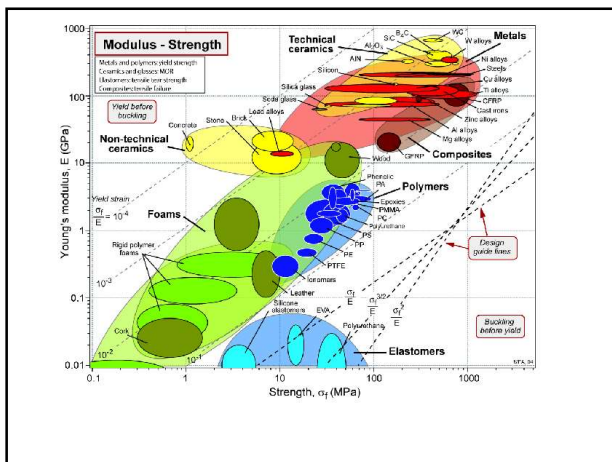 Modulus - Strength
Metals and polymers: yield strength
Ceramics and glasses: MOR
Elastomers: tensile tear strength
Composites: tensile failure
Technical
ceramics
Metals
B4C
WC
SiC
Al2O3
W alloys
AlN
Ni alloys
Silicon
Steels
Cu alloys
Silica glass
Ti alloys
Soda glass
CFRP
Cast irons
Zinc alloys
Al alloys
Mg alloys
GFRP
Composites
Yield before
buckling
Lead alloys
Brick
Stone
Concrete
Non-technical
ceramics
Wood
Phenolic
PA
Polymers
Epoxies
PMMA
PC
Polyurethane
PS
PP
PE
PTFE
Ionomers
Leather
Foams
Yield strain
σf/E = 10-4
10-3
10-2
10-1
Rigid polymer
foams
Cork
Silicone
elastomers
EVA
Polyurethane
Elastomers
σf/E
σf3/2/E
σf2/E
Design
guide lines
Buckling
before yield
Young's modulus, E (GPa)
1000
100
10
1
0.1
0.01
0.1
1
10
100
1000
Strength, σf (MPa)